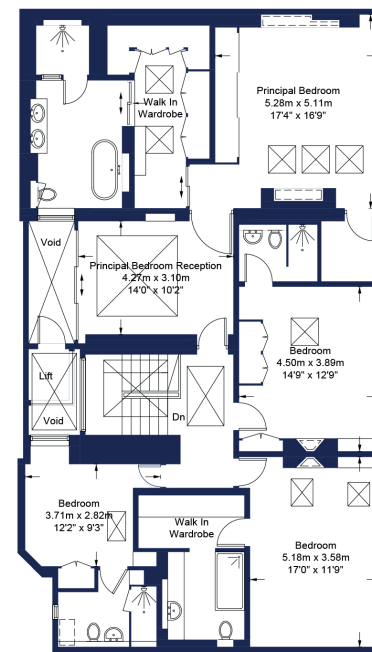 Walk In
Wardrobe
Principal Bedroom
5.28m x 5.11m
17'4" x 16'9"
Void
Principal Bedroom Reception
4.27m x 3.10m
14'0" x 10'2"
Bedroom
4.50m x 3.89m
14'9" x 12'9"
Lift
Void
Dn
Bedroom
3.71m x 2.82m
12'2" x 9'3"
Walk In
Wardrobe
Bedroom
5.18m x 3.58m
17'0" x 11'9"